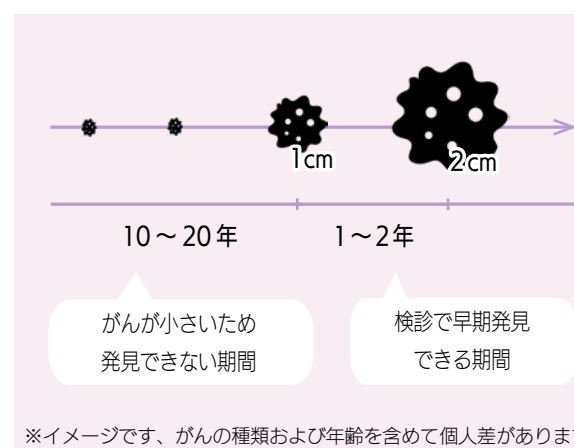 1cm
2cm
10～20年
1～2年
がんが小さいため
発見できない期間
検診で早期発見
できる期間
※イメージです、がんの種類および年齢を含めて個人差がありま